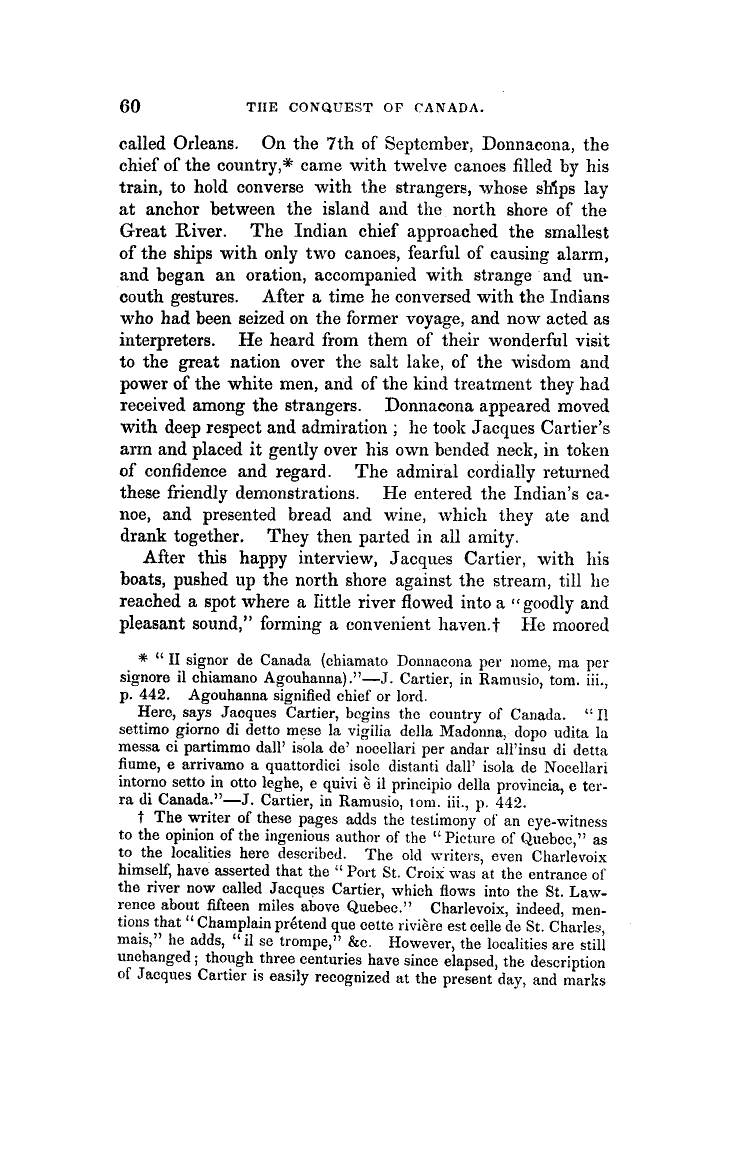 60 THE CONQUEST OF CANADA.
called Orleans. On the 7th of September, Donnacona, the
chief of the country,* came with twelve canoes filled by his
train, to hold converse with the strangers, whose ships lay
at anchor between the island and the north shore of the
Great River. The Indian chief approached the smallest
of the ships with only two canoes, fearful of causing alarm,
and began an oration, accompanied with strange and un-
couth gestures. After a time he conversed with the Indians
who had been seized on the former voyage, and now acted as
interpreters. He heard from them of their wonderful visit
to the great nation over the salt lake, of the wisdom and
power of the white men, and of the kind treatment they had
received among the strangers. Donnacona appeared moved
with deep respect and admiration ; he took Jacques Cartier's
arm and placed it gently over his own bended neck, in token
of confidence and regard. The admiral cordially returned
these friendly demonstrations. He entered the Indian's ca-
noe, and presented bread and wine, which they ate and
drank together. They then parted in all amity.
After this happy interview, Jacques Cartier, with his
boats, pushed up the north shore against the stream, till he
reached a spot where a little river flowed into a “goodly and
pleasant sound,” forming a convenient haven.† He moored
* “Il signor de Canada (chiamato Donnacona per nome, ma per
signore il chiamano Agouhanna).”—J. Cartier, in Ramusio, tom. iii.,
p. 442. Agouhanna signified chief or lord.
Here, says Jacques Cartier, begins the country of Canada. “Il
settimo giorno di detto mese la vigilia della Madonna, dopo udita la
messa ci partimmo dall' isola de' nocellari per andar all'insu di detta
fiume, e arrivamo a quattordici isole distanti dall' isola de Nocellari
intorno setto in otto leghe, e quivi è il principio della provincia, e ter-
ra di Canada.”—J. Cartier, in Ramusio, tom. iii., p. 442.
† The writer of these pages adds the testimony of an eye-witness
to the opinion of the ingenious author of the “Picture of Quebec,” as
to the localities here described. The old writers, even Charlevoix
himself, have asserted that the “Port St. Croix was at the entrance of
the river now called Jacques Cartier, which flows into the St. Law-
rence about fifteen miles above Quebec.” Charlevoix, indeed, men-
tions that “Champlain prétend que cette rivière est celle de St. Charles,
mais,” he adds, “il se trompe,” &c. However, the localities are still
unchanged ; though three centuries have since elapsed, the description
of Jacques Cartier is easily recognized at the present day, and marks